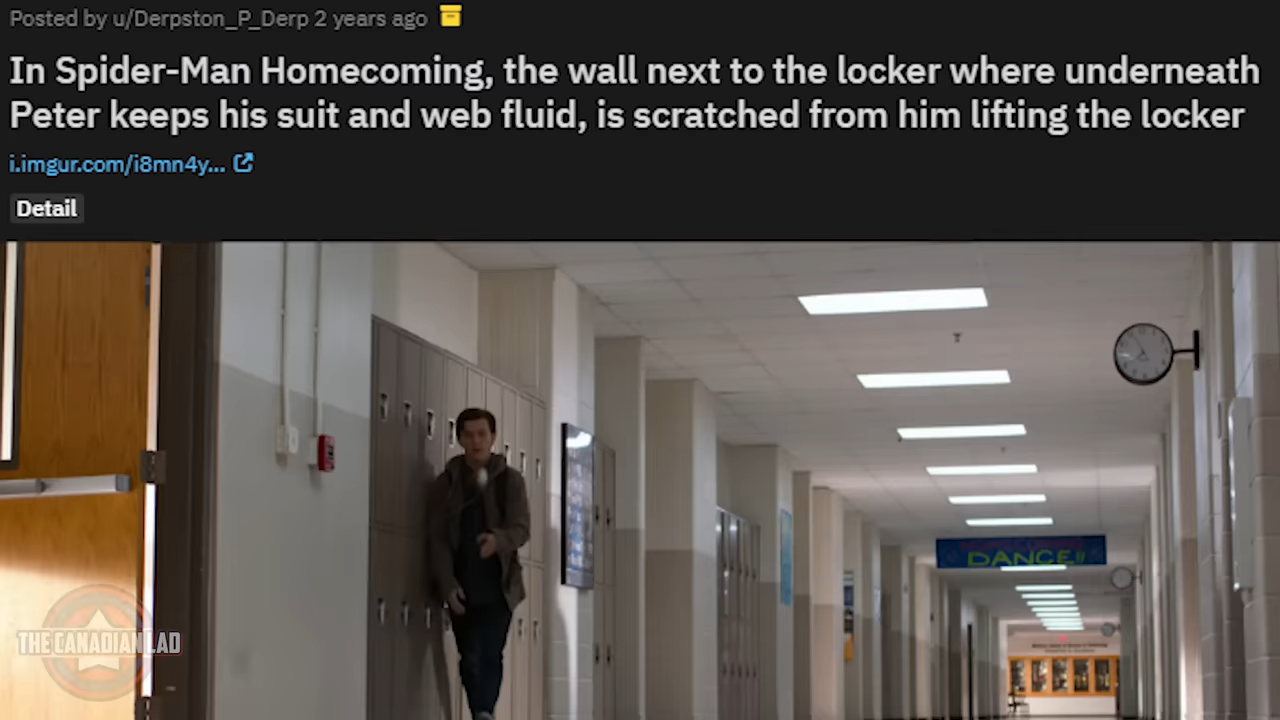 Posted by u/Derpston_P_Derp 2 years ago
In Spider-Man Homecoming, the wall next to the locker where underneath
Peter keeps his suit and web fluid, is scratched from him lifting the locker
i.imgur.com/i8mn4y...
Detail
DANCE!!
THE CANADIAN LAD